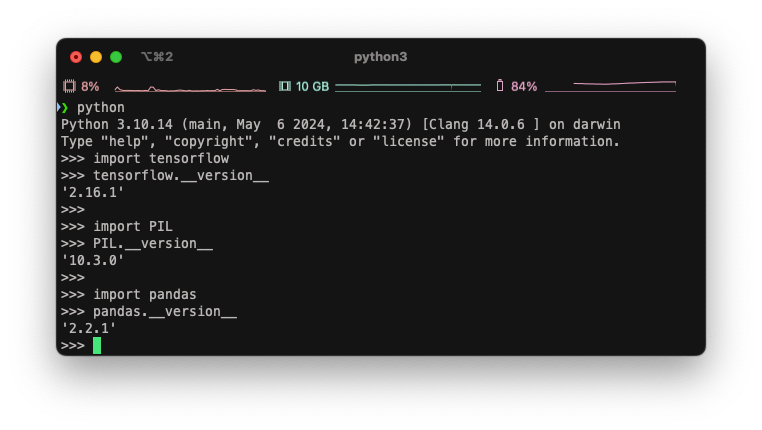 ⌥⌘2 python3
8% 10 GB 84%
❯ python
Python 3.10.14 (main, May  6 2024, 14:42:37) [Clang 14.0.6 ] on darwin
Type "help", "copyright", "credits" or "license" for more information.
>>> import tensorflow
>>> tensorflow.__version__
'2.16.1'
>>>
>>> import PIL
>>> PIL.__version__
'10.3.0'
>>>
>>> import pandas
>>> pandas.__version__
'2.2.1'
>>>